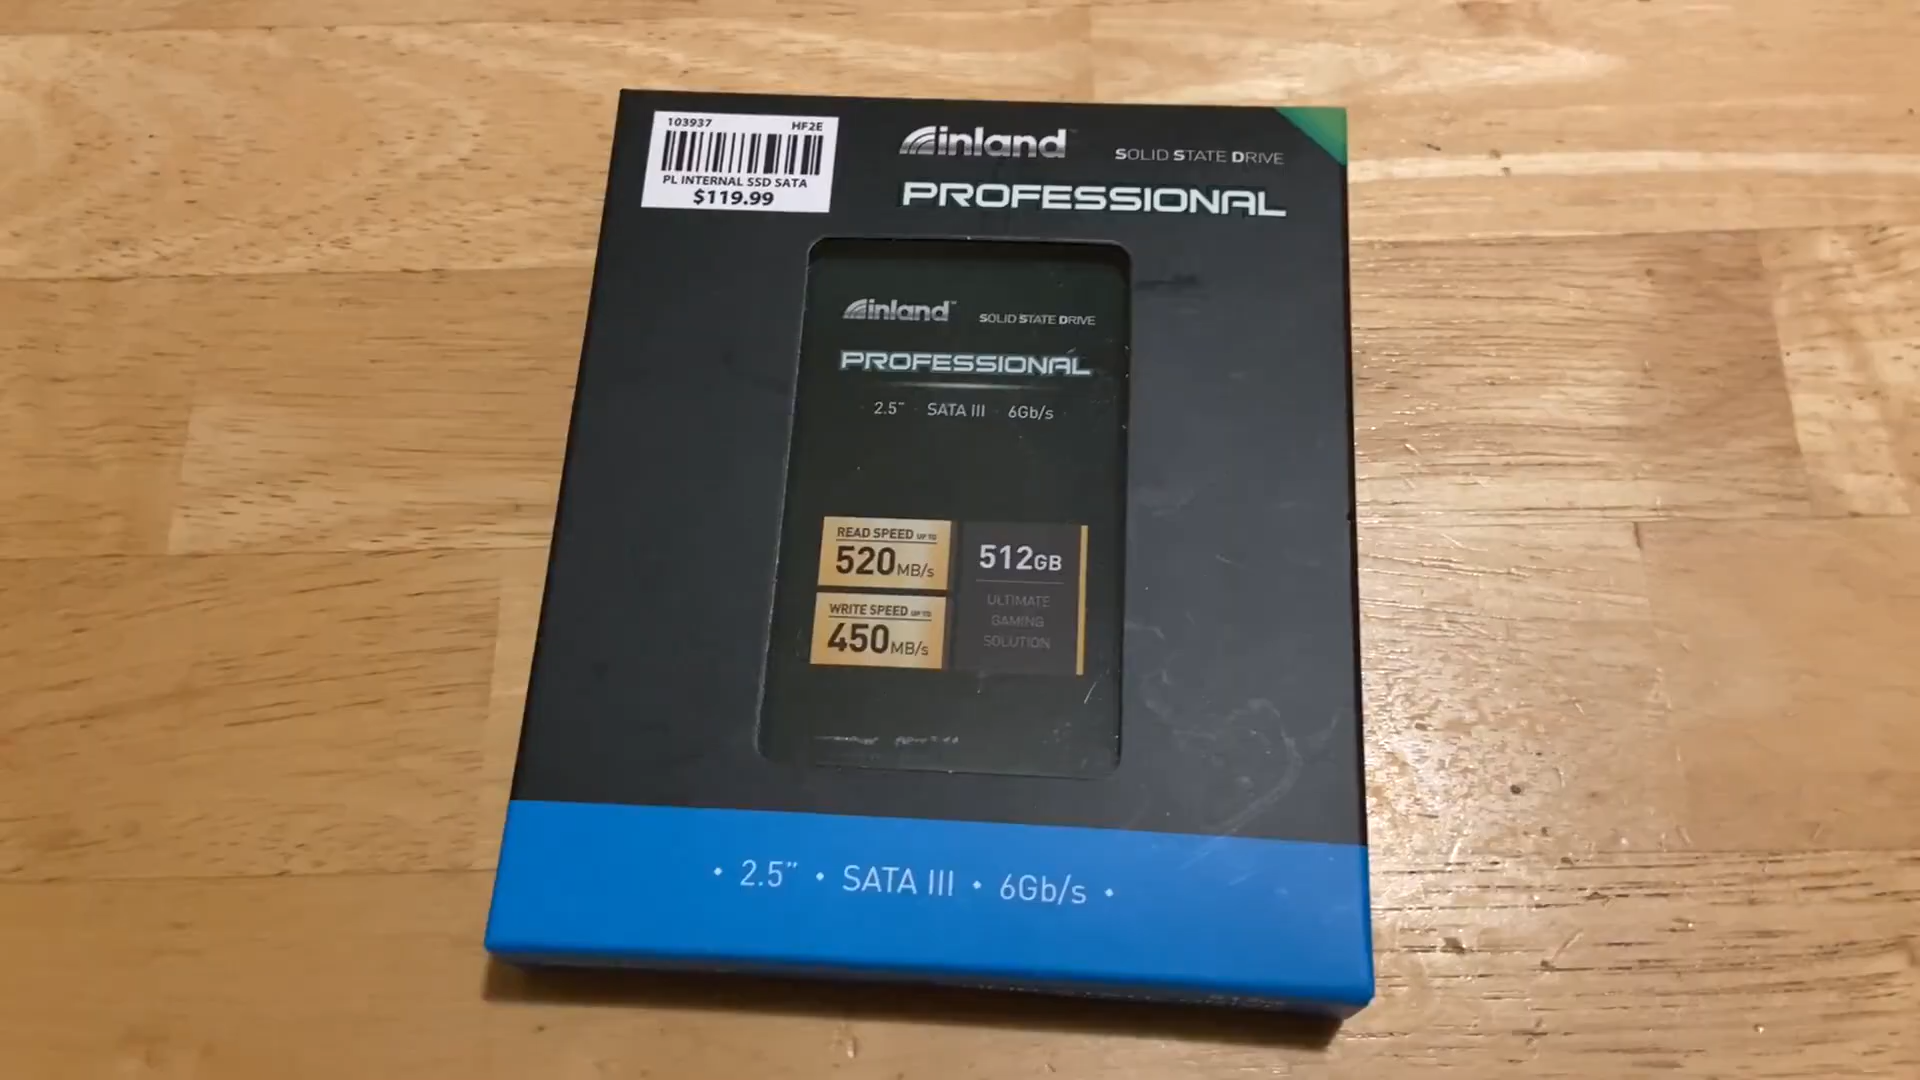 103937 HF2E
PL INTERNAL SSD SATA
$119.99
inland SOLID STATE DRIVE
PROFESSIONAL
inland™ SOLID STATE DRIVE
PROFESSIONAL
2.5" SATA III 6Gb/s
READ SPEED UP TO
520MB/s
WRITE SPEED UP TO
450MB/s
512GB
ULTIMATE
GAMING
SOLUTION
• 2.5” • SATA III • 6Gb/s •